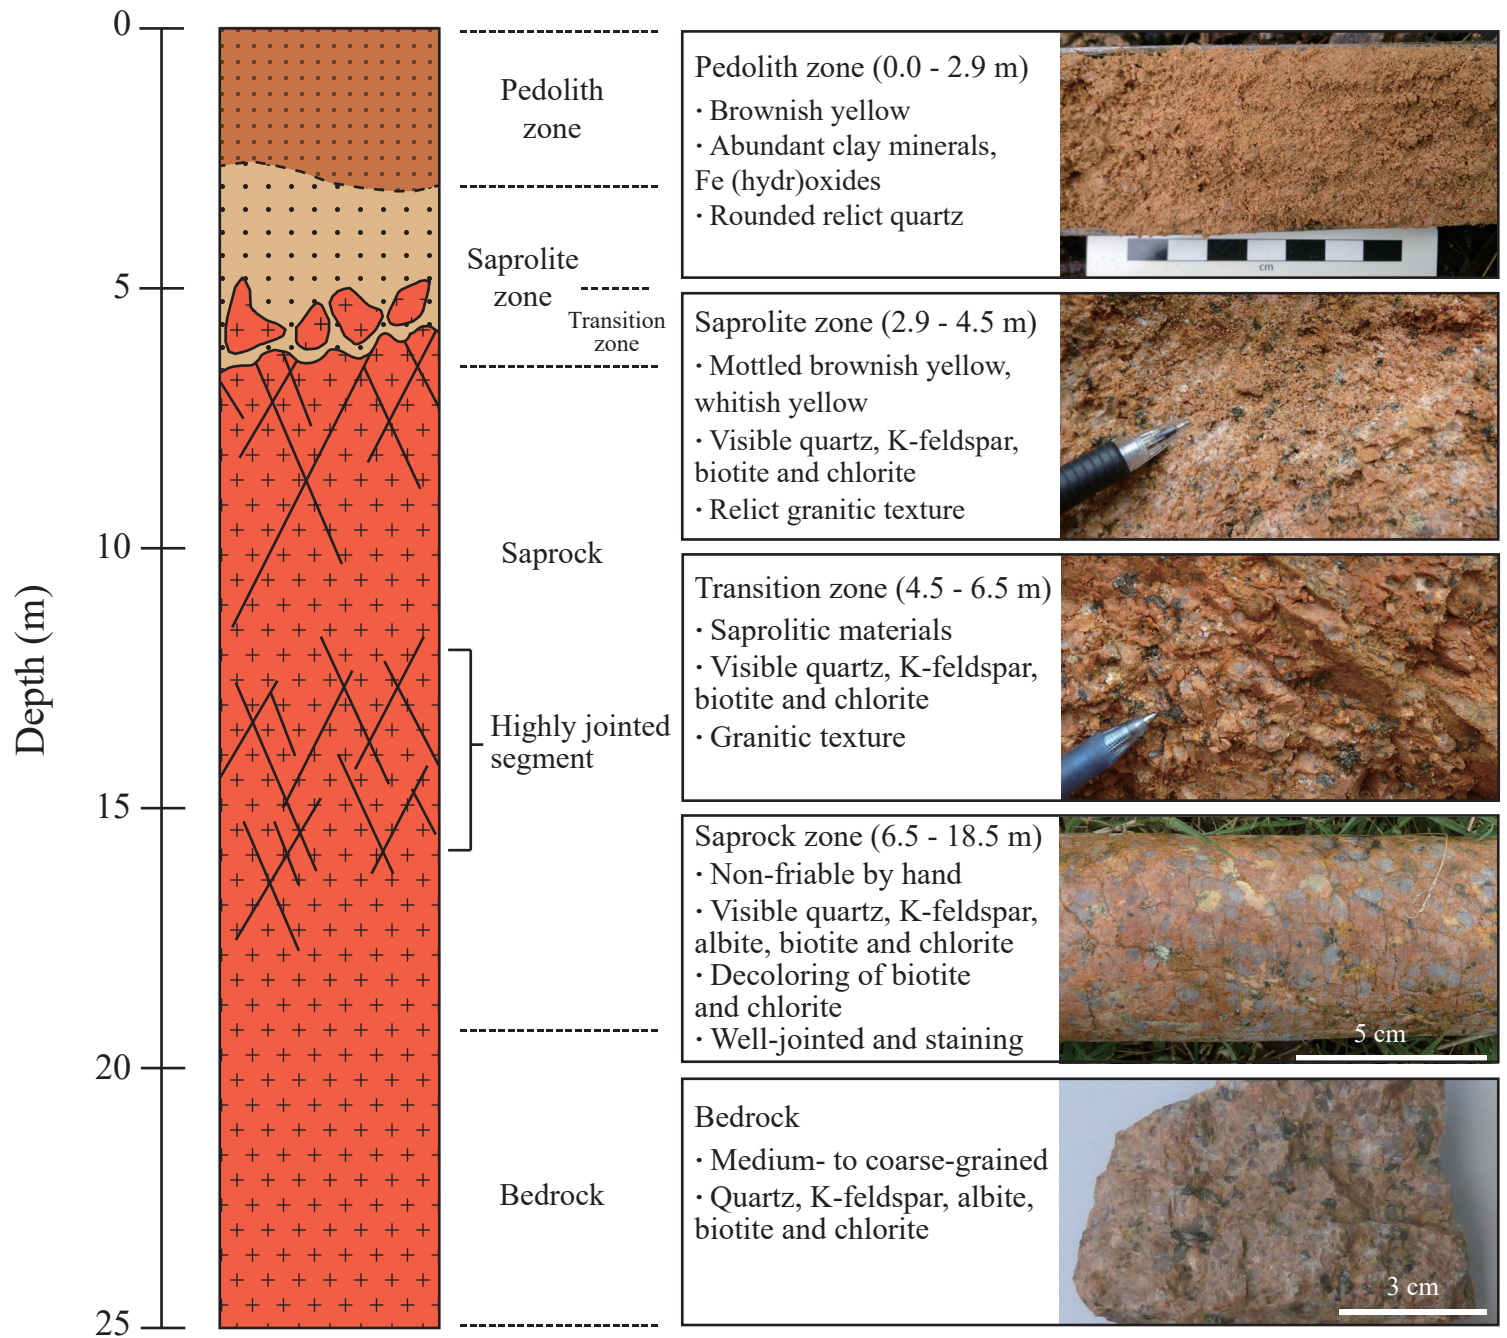 0
5
10
15
20
25
Depth (m)
Pedolith
zone
Saprolite
zone
Transition
zone
Saprock
Highly jointed
segment
Bedrock
Pedolith zone (0.0 - 2.9 m)
· Brownish yellow
· Abundant clay minerals,
Fe (hydr)oxides
· Rounded relict quartz
cm
Saprolite zone (2.9 - 4.5 m)
· Mottled brownish yellow,
whitish yellow
· Visible quartz, K-feldspar,
biotite and chlorite
· Relict granitic texture
Transition zone (4.5 - 6.5 m)
· Saprolitic materials
· Visible quartz, K-feldspar,
biotite and chlorite
· Granitic texture
Saprock zone (6.5 - 18.5 m)
· Non-friable by hand
· Visible quartz, K-feldspar,
albite, biotite and chlorite
· Decoloring of biotite
and chlorite
· Well-jointed and staining
5 cm
Bedrock
· Medium- to coarse-grained
· Quartz, K-feldspar, albite,
biotite and chlorite
3 cm